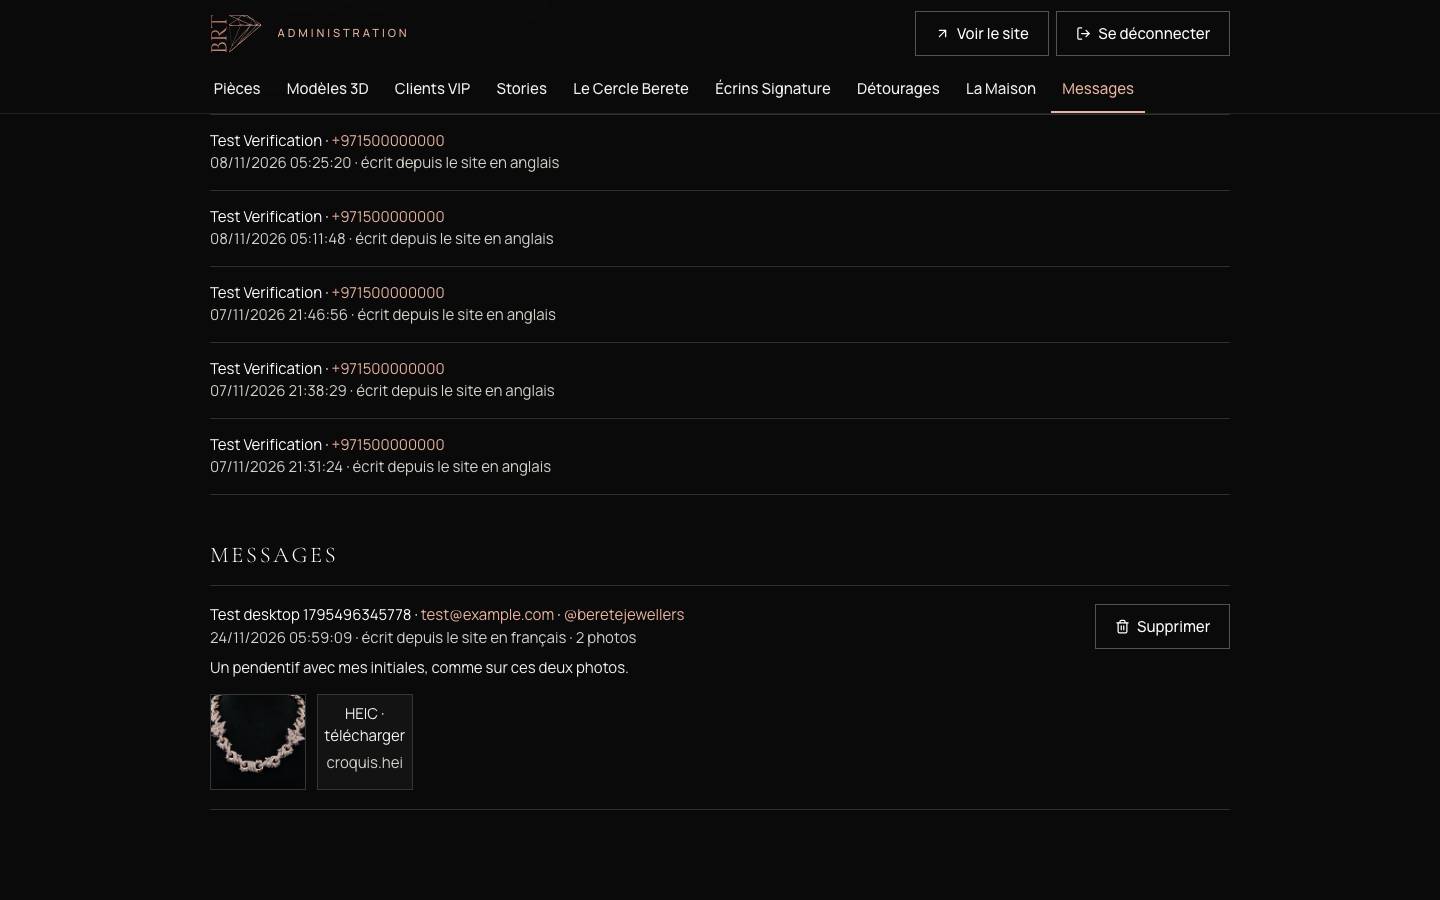 BRT
ADMINISTRATION
Voir le site
Se déconnecter
Pièces
Modèles 3D
Clients VIP
Stories
Le Cercle Berete
Écrins Signature
Détourages
La Maison
Messages
Test Verification · +971500000000
08/11/2026 05:25:20 · écrit depuis le site en anglais
Test Verification · +971500000000
08/11/2026 05:11:48 · écrit depuis le site en anglais
Test Verification · +971500000000
07/11/2026 21:46:56 · écrit depuis le site en anglais
Test Verification · +971500000000
07/11/2026 21:38:29 · écrit depuis le site en anglais
Test Verification · +971500000000
07/11/2026 21:31:24 · écrit depuis le site en anglais
MESSAGES
Test desktop 1795496345778 · test@example.com · @beretejewellers
24/11/2026 05:59:09 · écrit depuis le site en français · 2 photos
Supprimer
Un pendentif avec mes initiales, comme sur ces deux photos.
HEIC ·
télécharger
croquis.hei